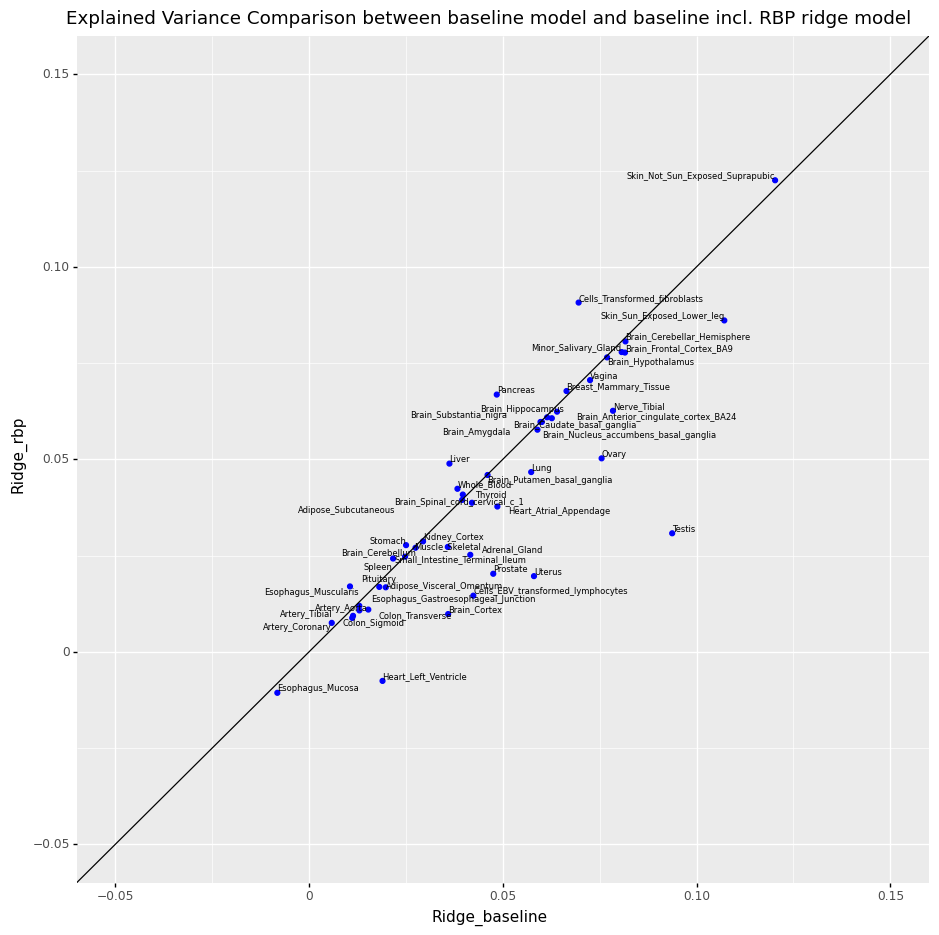 Explained Variance Comparison between baseline model and baseline incl. RBP ridge model
0.15
Skin_Not_Sun_Exposed_Suprapubic
0.10
Cells_Transformed_fibroblasts
Skin_Sun_Exposed_Lower_leg
Brain_Cerebellar_Hemisphere
Minor_Salivary_Gland
Brain_Frontal_Cortex_BA9
Brain_Hypothalamus
Vagina
Pancreas
Breast_Mammary_Tissue
Brain_Hippocampus
Nerve_Tibial
Brain_Substantia_nigra
Brain_Anterior_cingulate_cortex_BA24
Brain_Caudate_basal_ganglia
Brain_Amygdala
Brain_Nucleus_accumbens_basal_ganglia
0.05
Liver
Ovary
Lung
Brain_Putamen_basal_ganglia
Whole_Blood
Thyroid
Brain_Spinal_cord_cervical_c_1
Adipose_Subcutaneous
Heart_Atrial_Appendage
Testis
Stomach
Kidney_Cortex
Muscle_Skeletal
Adrenal_Gland
Brain_Cerebellum
Small_Intestine_Terminal_Ileum
Spleen
Prostate
Uterus
Pituitary
Adipose_Visceral_Omentum
Esophagus_Muscularis
Cells_EBV_transformed_lymphocytes
Esophagus_Gastroesophageal_Junction
Artery_Aorta
Brain_Cortex
Artery_Tibial
Colon_Transverse
Artery_Coronary
Colon_Sigmoid
0
Heart_Left_Ventricle
Esophagus_Mucosa
−0.05
Ridge_rbp
−0.05
0
0.05
0.10
0.15
Ridge_baseline